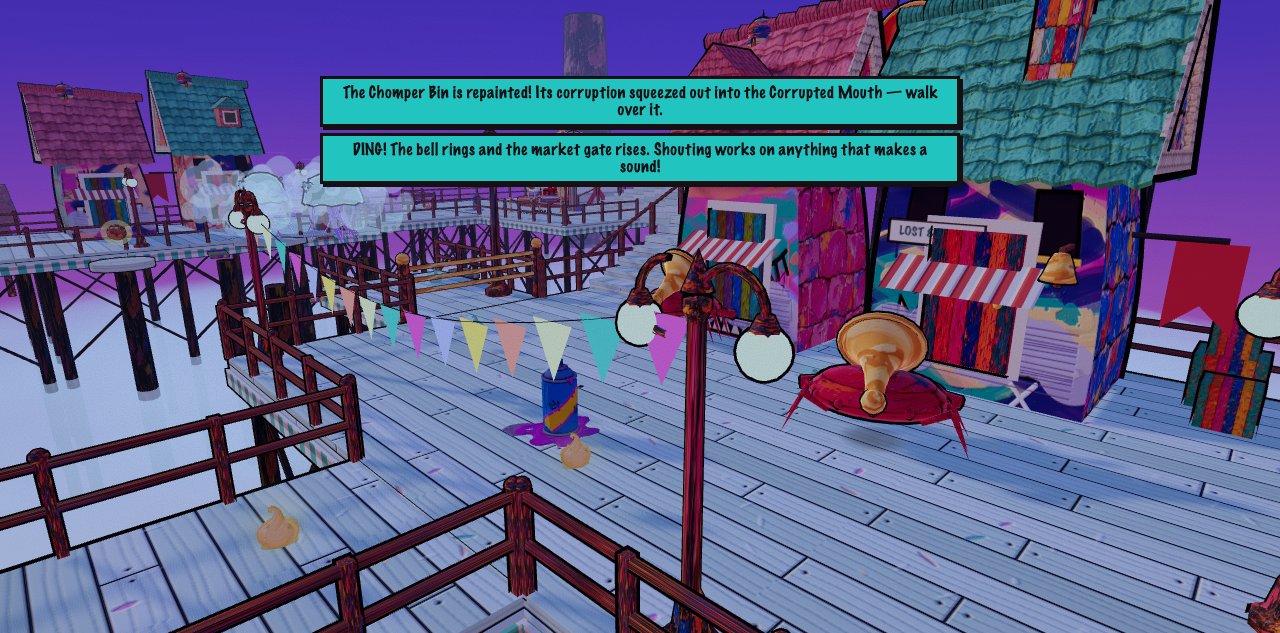 The Chomper Bin is repainted! Its corruption squeezed out into the Corrupted Mouth — walk
over it.
DING! The bell rings and the market gate rises. Shouting works on anything that makes a
sound!
LOST &